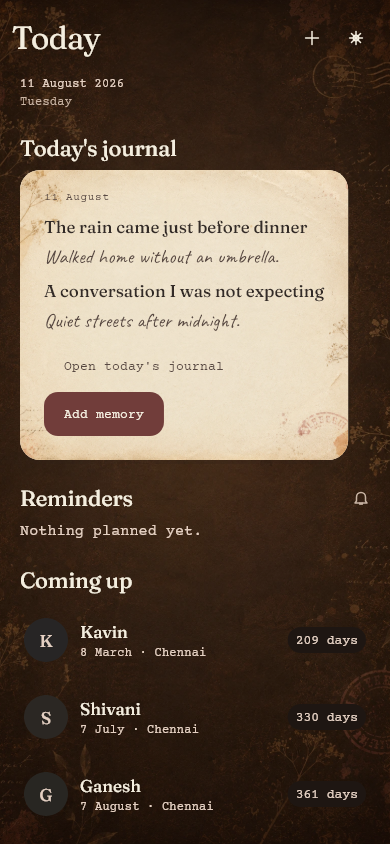 Today
11 August 2026
Tuesday
Today's journal
11 August
The rain came just before dinner
Walked home without an umbrella.
A conversation I was not expecting
Quiet streets after midnight.
Open today's journal
Add memory
Reminders
Nothing planned yet.
Coming up
K
Kavin
8 March · Chennai
209 days
S
Shivani
7 July · Chennai
330 days
G
Ganesh
7 August · Chennai
361 days